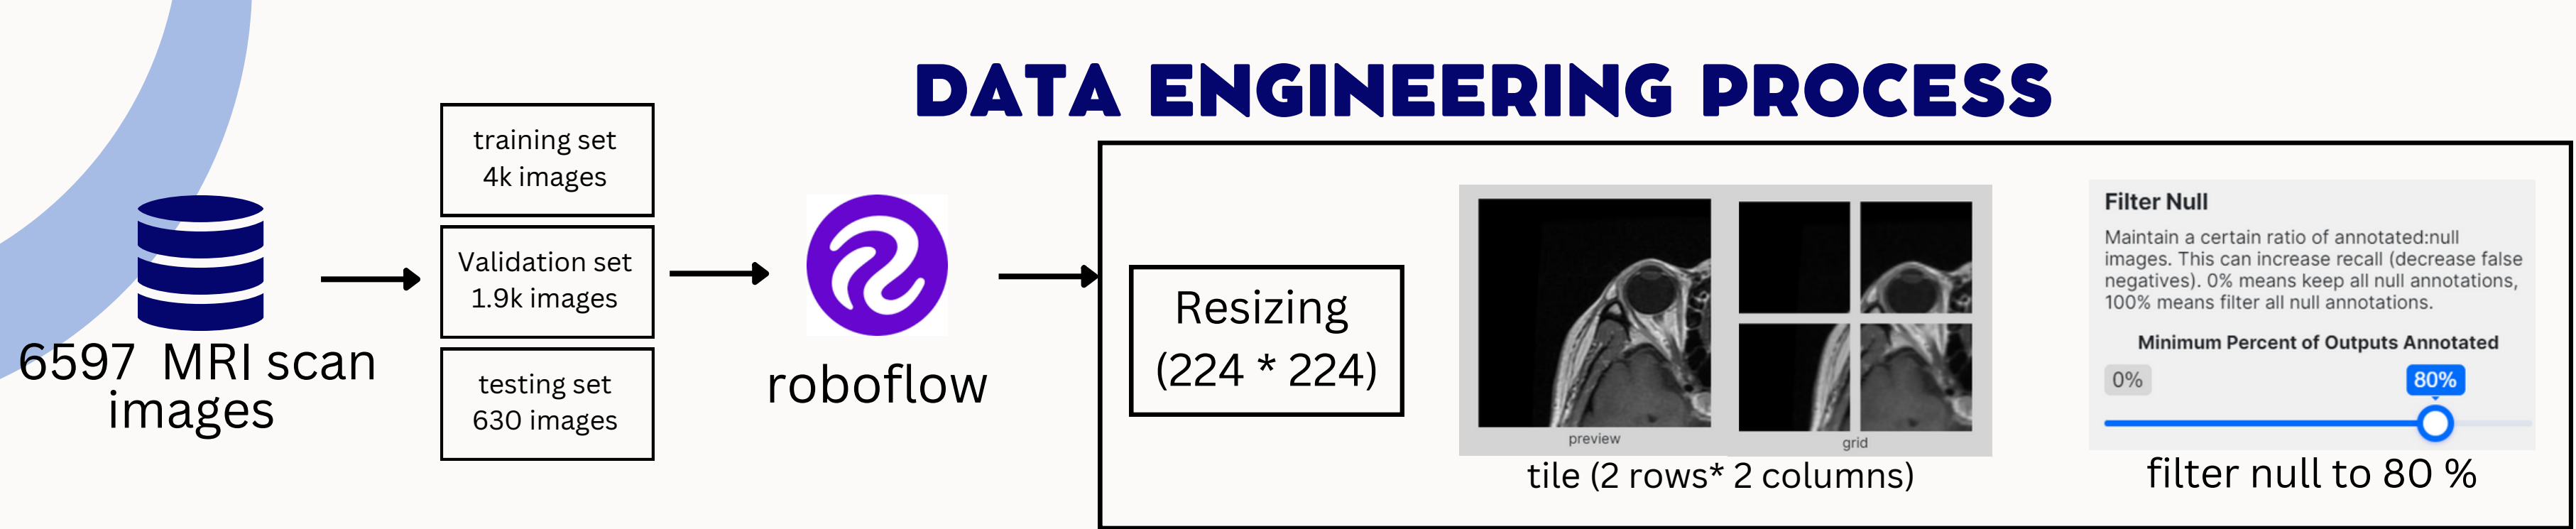 DATA ENGINEERING PROCESS
6597 MRI scan
images
training set
4k images
Validation set
1.9k images
testing set
630 images
roboflow
Resizing
(224 * 224)
preview
grid
tile (2 rows* 2 columns)
Filter Null
Maintain a certain ratio of annotated:null
images. This can increase recall (decrease false
negatives). 0% means keep all null annotations,
100% means filter all null annotations.
Minimum Percent of Outputs Annotated
0%
80%
filter null to 80 %